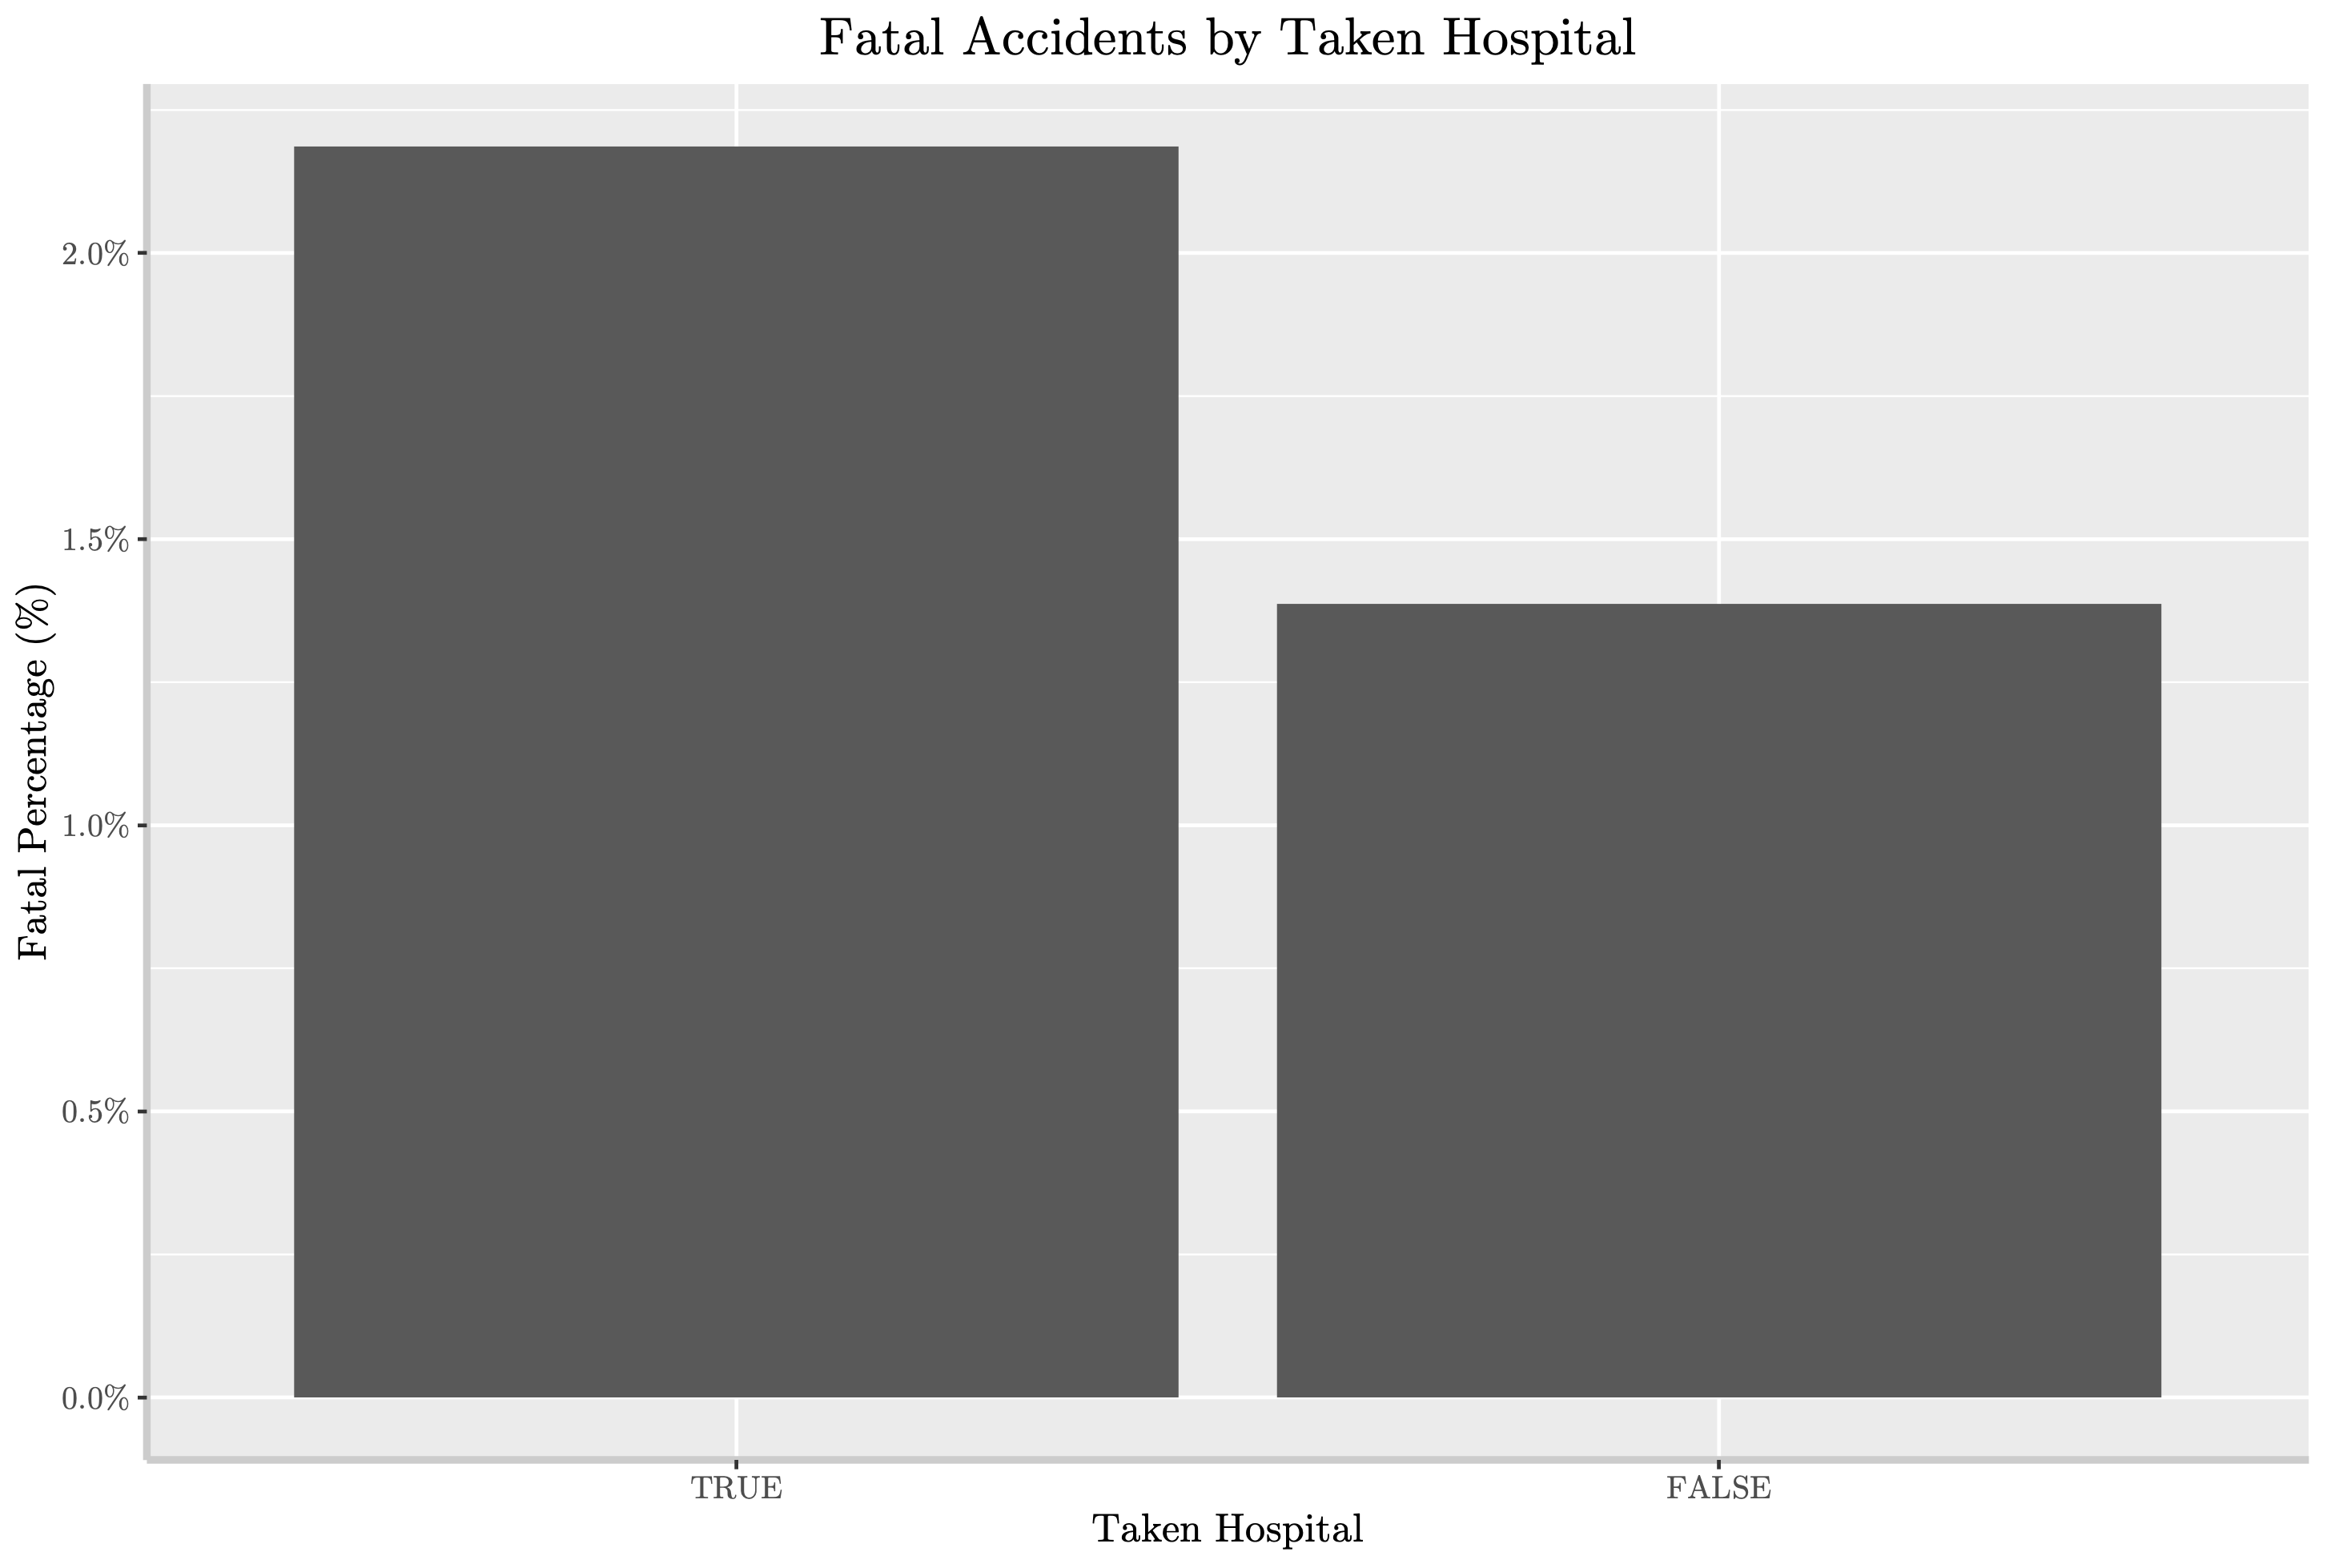 Fatal Accidents by Taken Hospital
Fatal Percentage (%)
2.0%
1.5%
1.0%
0.5%
0.0%
TRUE
FALSE
Taken Hospital